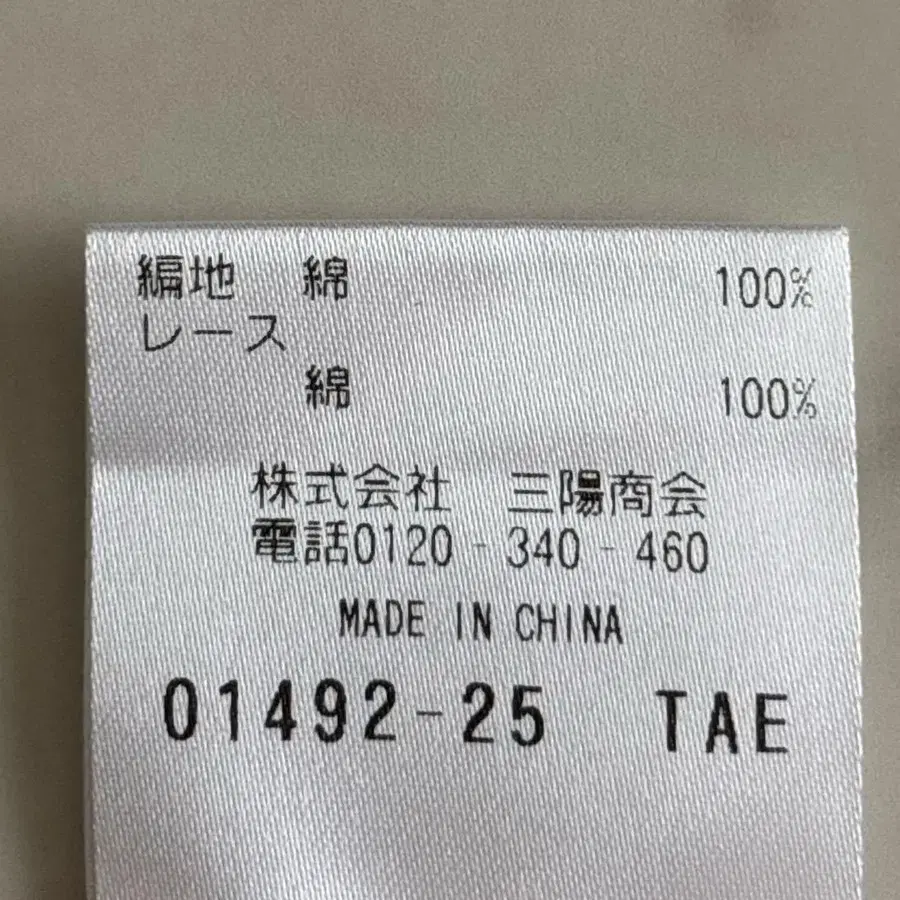 編地 綿 100%
レース
綿 100%
株式会社 三陽商会
電話0120-340-460
MADE IN CHINA
01492-25 TAE